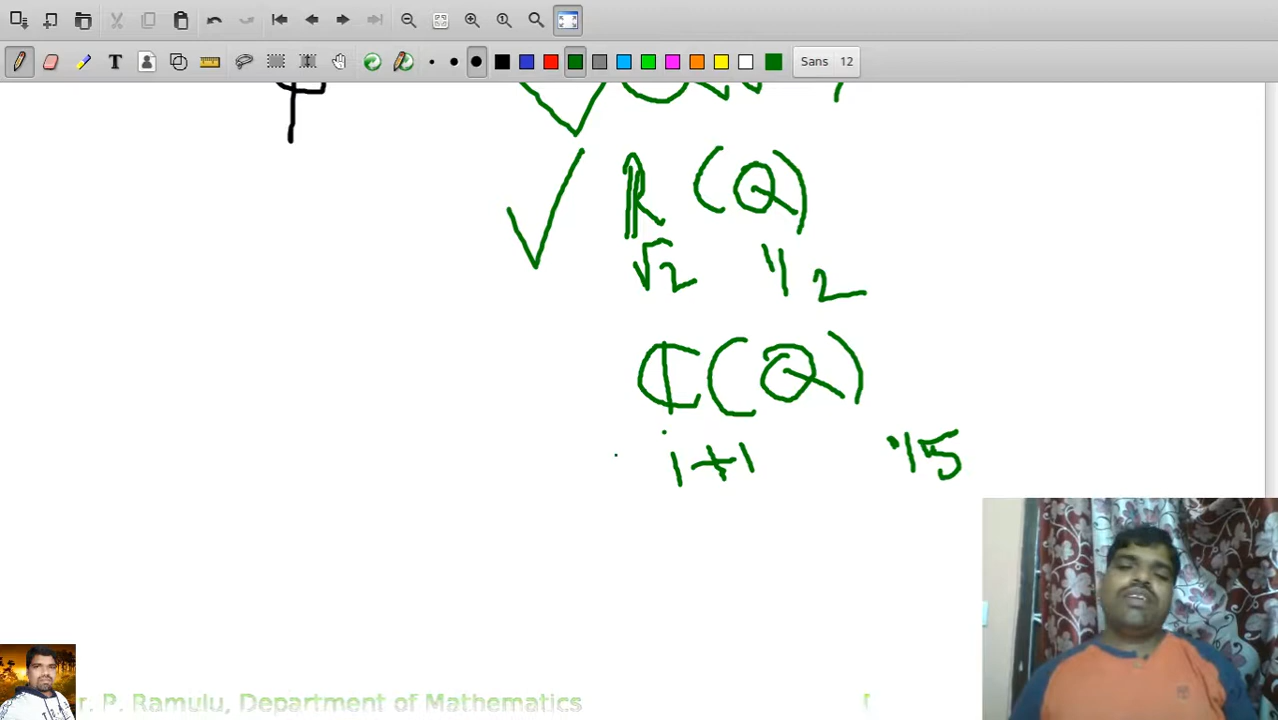 Sans 12
ℝ (ℚ)
√2 1/2
ℂ(ℚ)
i+1 1/5
r. P. Ramulu, Department of Mathematics